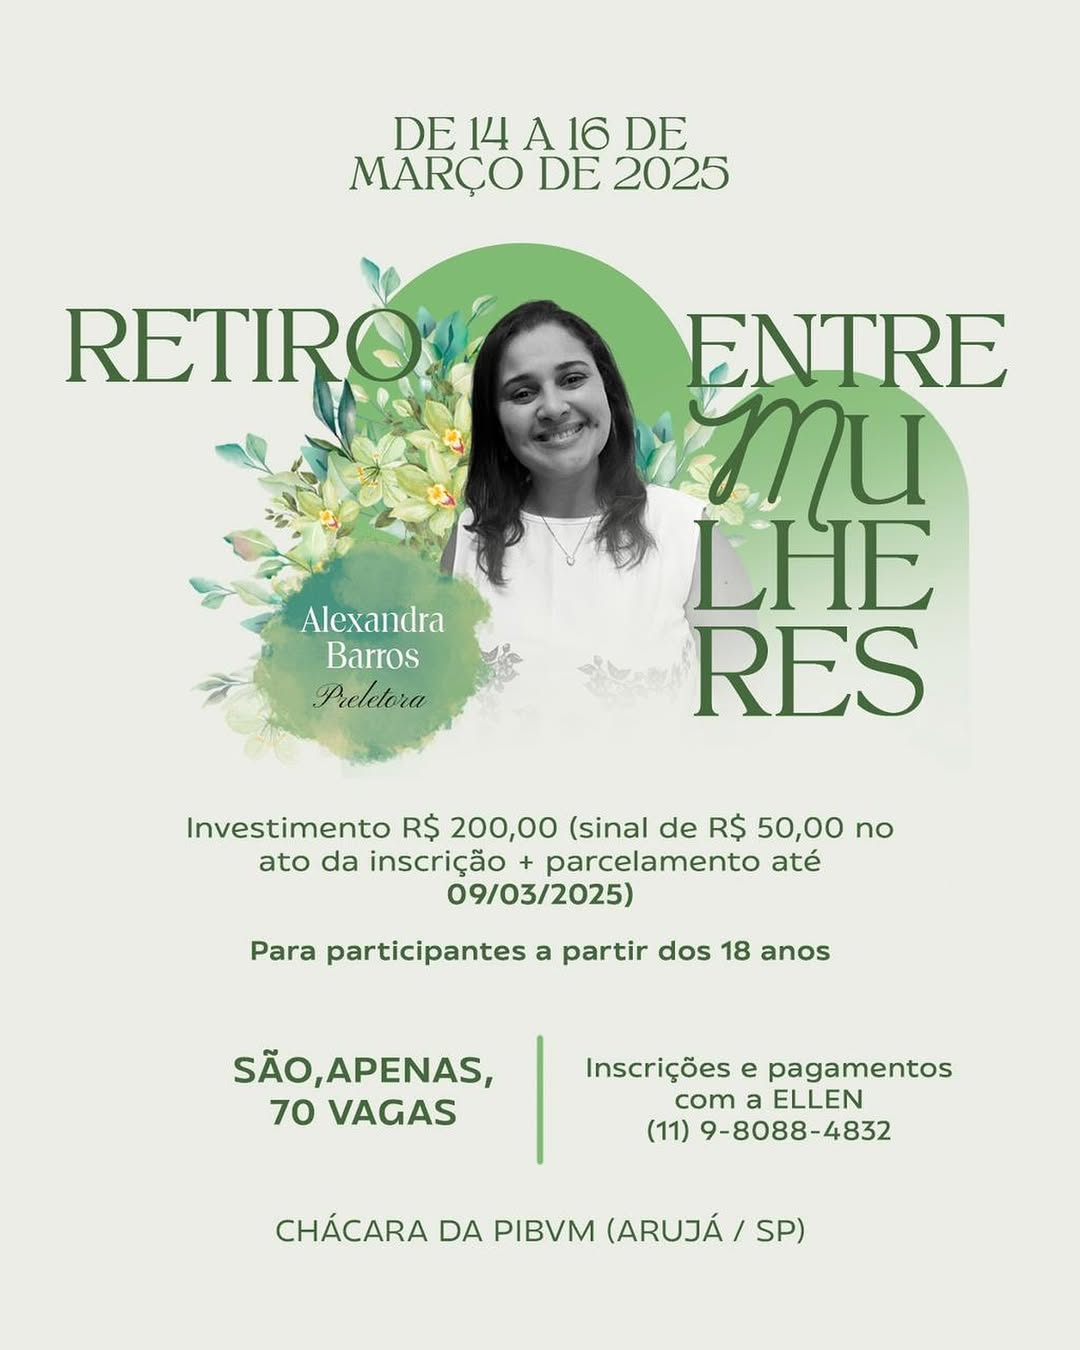 DE 14 A 16 DE
MARÇO DE 2025
RETIRO
ENTRE
MU
LHE
RES
Alexandra
Barros
Preletora
Investimento R$ 200,00 (sinal de R$ 50,00 no
ato da inscrição + parcelamento até
09/03/2025)
Para participantes a partir dos 18 anos
SÃO,APENAS,
70 VAGAS
Inscrições e pagamentos
com a ELLEN
(11) 9-8088-4832
CHÁCARA DA PIBVM (ARUJÁ / SP)